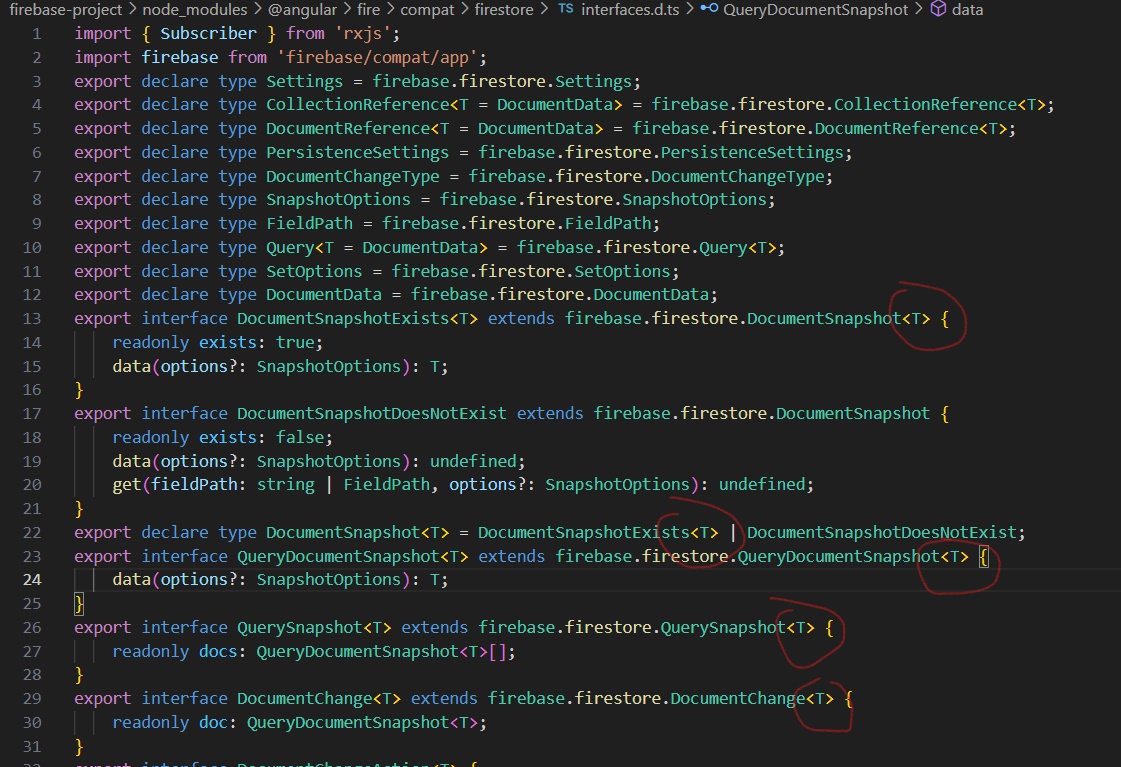 firebase-project > node_modules > @angular > fire > compat > firestore > TS interfaces.d.ts > QueryDocumentSnapshot > data
1 import { Subscriber } from 'rxjs';
2 import firebase from 'firebase/compat/app';
3 export declare type Settings = firebase.firestore.Settings;
4 export declare type CollectionReference<T = DocumentData> = firebase.firestore.CollectionReference<T>;
5 export declare type DocumentReference<T = DocumentData> = firebase.firestore.DocumentReference<T>;
6 export declare type PersistenceSettings = firebase.firestore.PersistenceSettings;
7 export declare type DocumentChangeType = firebase.firestore.DocumentChangeType;
8 export declare type SnapshotOptions = firebase.firestore.SnapshotOptions;
9 export declare type FieldPath = firebase.firestore.FieldPath;
10 export declare type Query<T = DocumentData> = firebase.firestore.Query<T>;
11 export declare type SetOptions = firebase.firestore.SetOptions;
12 export declare type DocumentData = firebase.firestore.DocumentData;
13 export interface DocumentSnapshotExists<T> extends firebase.firestore.DocumentSnapshot<T> {
14 readonly exists: true;
15 data(options?: SnapshotOptions): T;
16 }
17 export interface DocumentSnapshotDoesNotExist extends firebase.firestore.DocumentSnapshot {
18 readonly exists: false;
19 data(options?: SnapshotOptions): undefined;
20 get(fieldPath: string | FieldPath, options?: SnapshotOptions): undefined;
21 }
22 export declare type DocumentSnapshot<T> = DocumentSnapshotExists<T> | DocumentSnapshotDoesNotExist;
23 export interface QueryDocumentSnapshot<T> extends firebase.firestore.QueryDocumentSnapshot<T> {
24 data(options?: SnapshotOptions): T;
25 }
26 export interface QuerySnapshot<T> extends firebase.firestore.QuerySnapshot<T> {
27 readonly docs: QueryDocumentSnapshot<T>[];
28 }
29 export interface DocumentChange<T> extends firebase.firestore.DocumentChange<T> {
30 readonly doc: QueryDocumentSnapshot<T>;
31 }